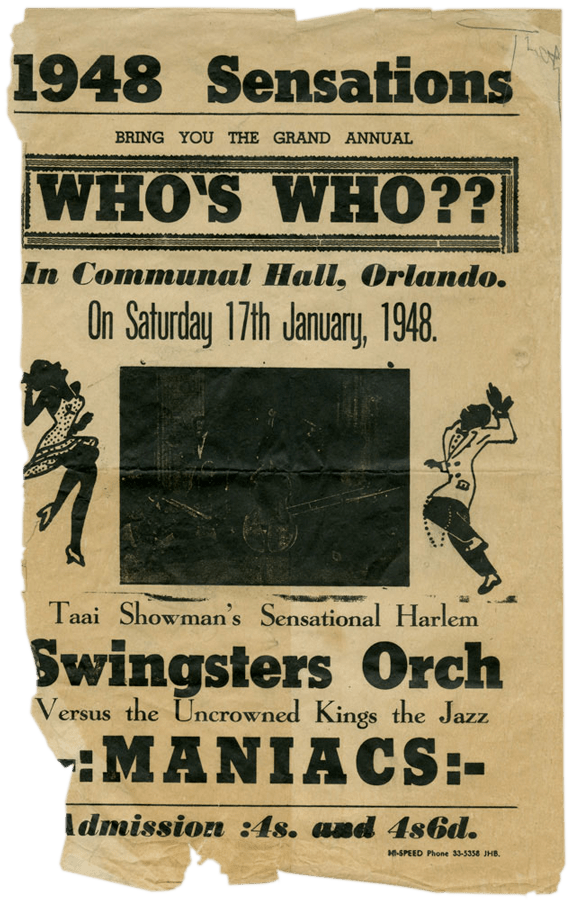 1948 Sensations
BRING YOU THE GRAND ANNUAL
WHO'S WHO??
In Communal Hall, Orlando.
On Saturday 17th January, 1948.
Taai Showman's Sensational Harlem
Swingsters Orch
Versus the Uncrowned Kings the Jazz
-:MANIACS:-
Admission :4s. and 4s6d.
HI-SPEED Phone 33-5358 JHB.